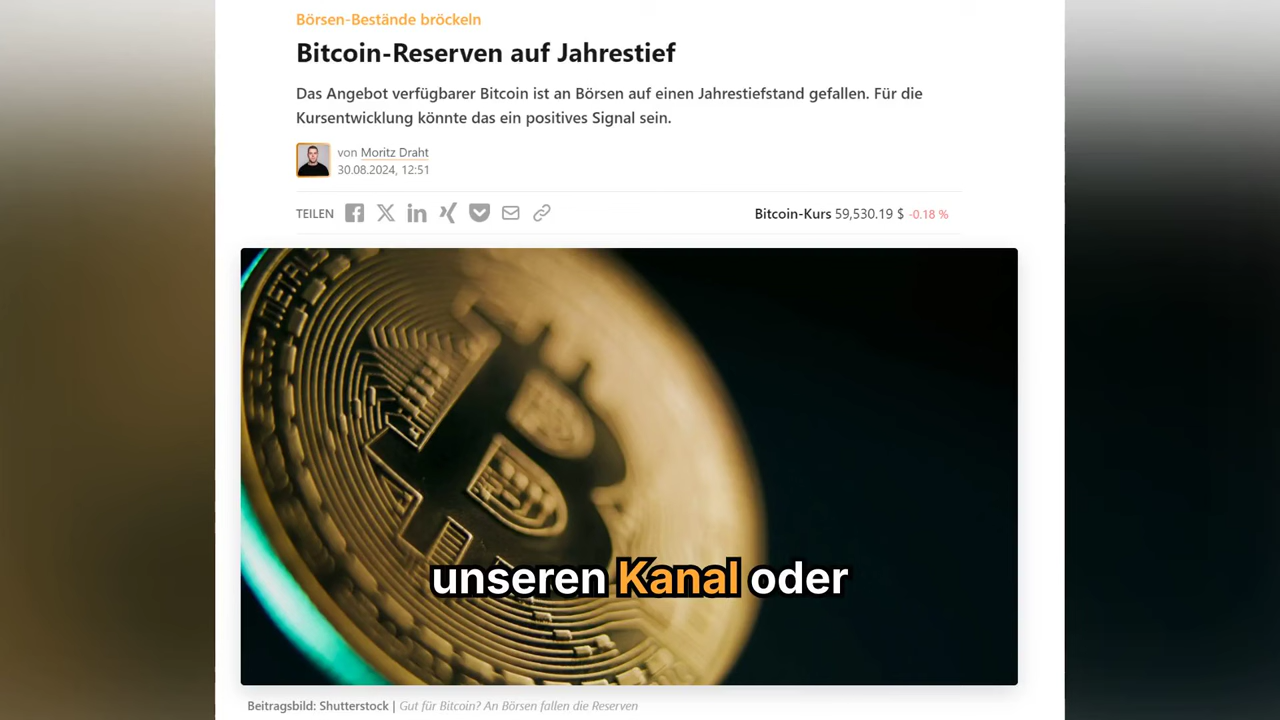 Börsen-Bestände bröckeln
Bitcoin-Reserven auf Jahrestief
Das Angebot verfügbarer Bitcoin ist an Börsen auf einen Jahrestiefstand gefallen. Für die
Kursentwicklung könnte das ein positives Signal sein.
von Moritz Draht
30.08.2024, 12:51
TEILEN
Bitcoin-Kurs 59,530.19 $ -0.18 %
METALS
unseren Kanal oder
Beitragsbild: Shutterstock | Gut für Bitcoin? An Börsen fallen die Reserven